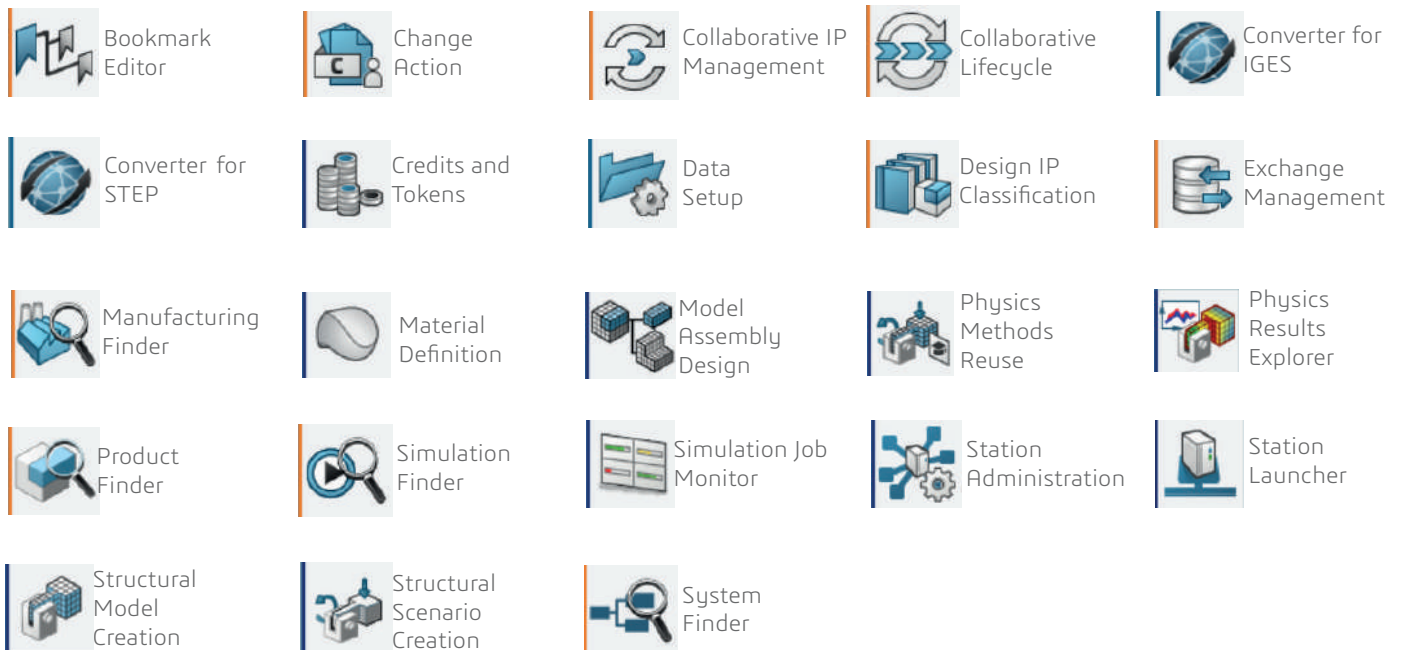 Bookmark
Editor
Change
Action
C
Collaborative IP
Management
Collaborative
Lifecycle
Converter for
IGES
Converter for
STEP
Credits and
Tokens
Data
Setup
Design IP
Classification
Exchange
Management
Manufacturing
Finder
Material
Definition
Model
Assembly
Design
Physics
Methods
Reuse
Physics
Results
Explorer
Product
Finder
Simulation
Finder
Simulation Job
Monitor
Station
Administration
Station
Launcher
Structural
Model
Creation
Structural
Scenario
Creation
System
Finder